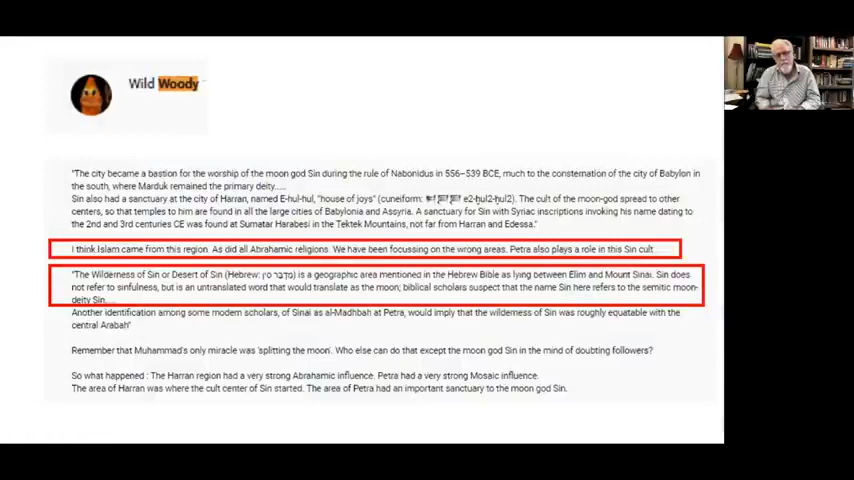 Wild Woody
"The city became a bastion for the worship of the moon god Sin during the rule of Nabonidus in 556–539 BCE, much to the consternation of the city of Babylon in
the south, where Marduk remained the primary deity.....
Sin also had a sanctuary at the city of Harran, named E-hul-hul, "house of joys" (cuneiform: e2-ḫul2-ḫul2). The cult of the moon-god spread to other
centers, so that temples to him are found in all the large cities of Babylonia and Assyria. A sanctuary for Sin with Syriac inscriptions invoking his name dating to
the 2nd and 3rd centuries CE was found at Sumatar Harabesi in the Tektek Mountains, not far from Harran and Edessa."
I think Islam came from this region. As did all Abrahamic religions. We have been focussing on the wrong areas. Petra also plays a role in this Sin cult.
"The Wilderness of Sin or Desert of Sin (Hebrew: מִדְבַּר סִין) is a geographic area mentioned in the Hebrew Bible as lying between Elim and Mount Sinai. Sin does
not refer to sinfulness, but is an untranslated word that would translate as the moon; biblical scholars suspect that the name Sin here refers to the semitic moon-
deity Sin.....
Another identification among some modern scholars, of Sinai as al-Madhbah at Petra, would imply that the wilderness of Sin was roughly equatable with the
central Arabah"
Remember that Muhammad's only miracle was 'splitting the moon'. Who else can do that except the moon god Sin in the mind of doubting followers?
So what happened : The Harran region had a very strong Abrahamic influence. Petra had a very strong Mosaic influence.
The area of Harran was where the cult center of Sin started. The area of Petra had an important sanctuary to the moon god Sin.